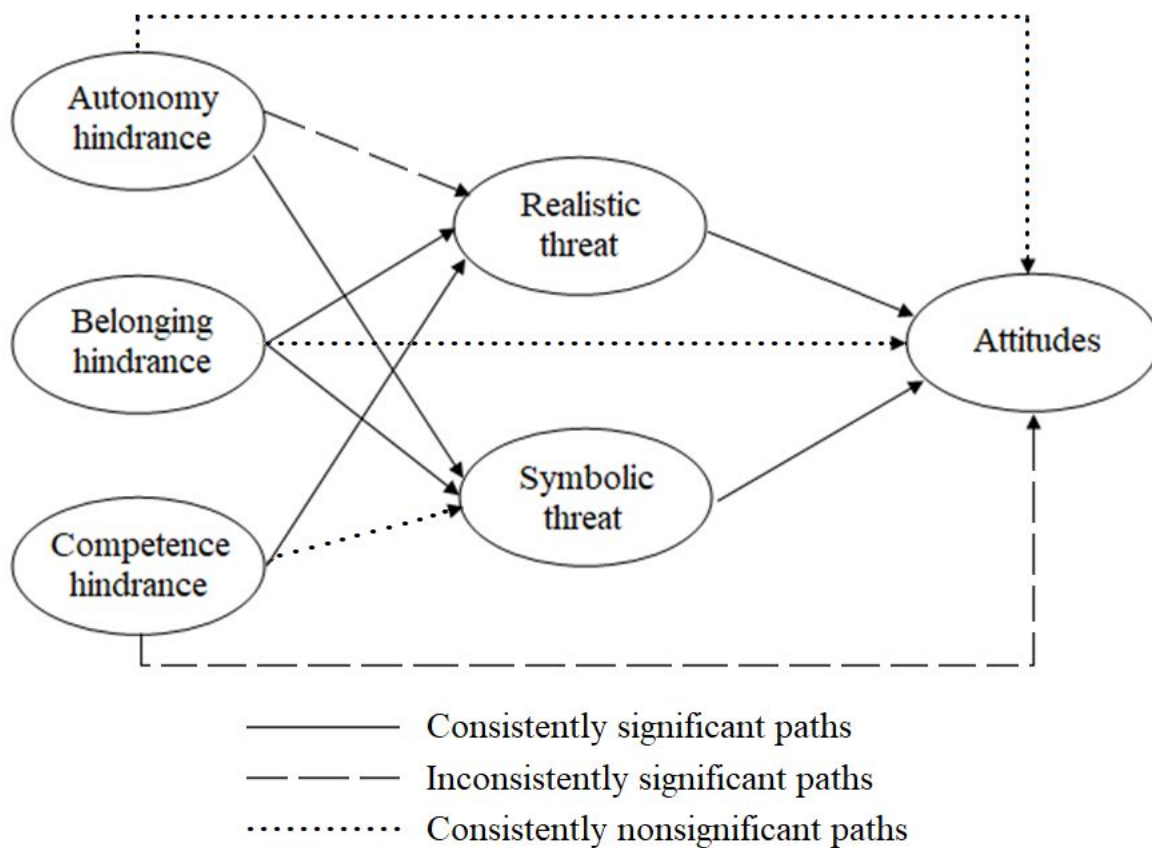 Autonomy
hindrance
Realistic
threat
Belonging
hindrance
Attitudes
Symbolic
threat
Competence
hindrance
Consistently significant paths
Inconsistently significant paths
Consistently nonsignificant paths